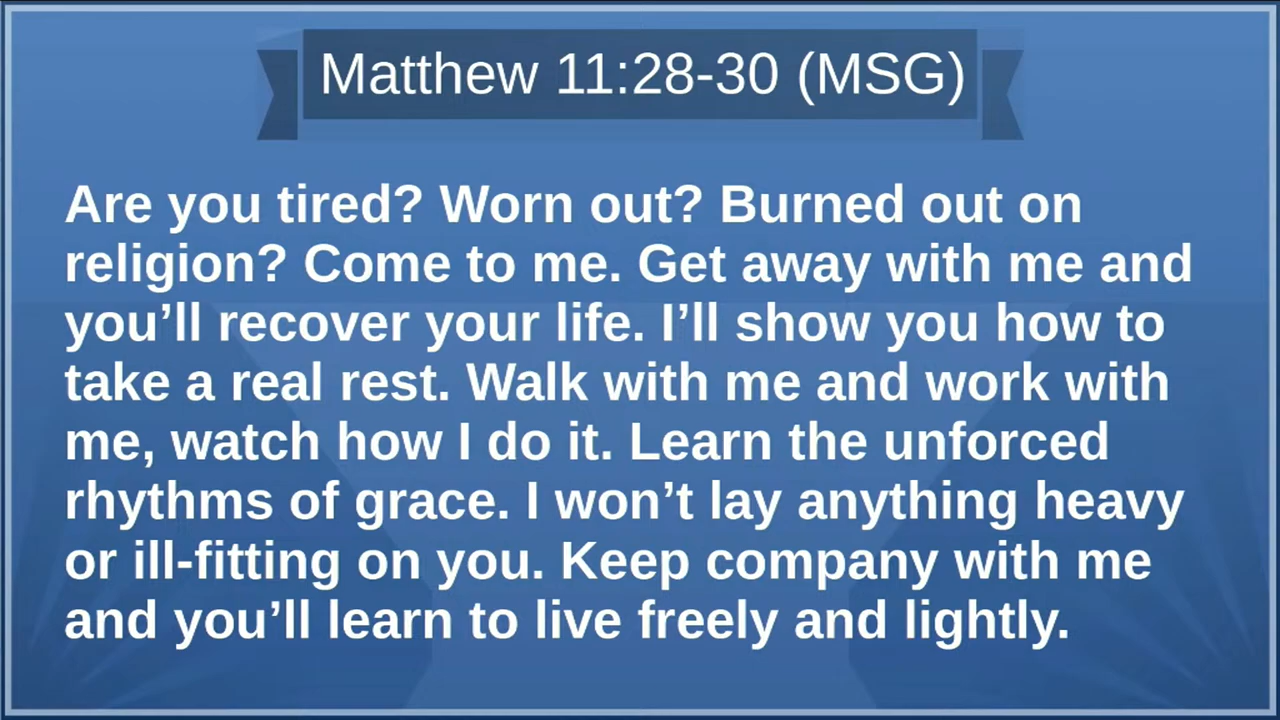 Matthew 11:28-30 (MSG)
Are you tired? Worn out? Burned out on
religion? Come to me. Get away with me and
you’ll recover your life. I’ll show you how to
take a real rest. Walk with me and work with
me, watch how I do it. Learn the unforced
rhythms of grace. I won’t lay anything heavy
or ill-fitting on you. Keep company with me
and you’ll learn to live freely and lightly.